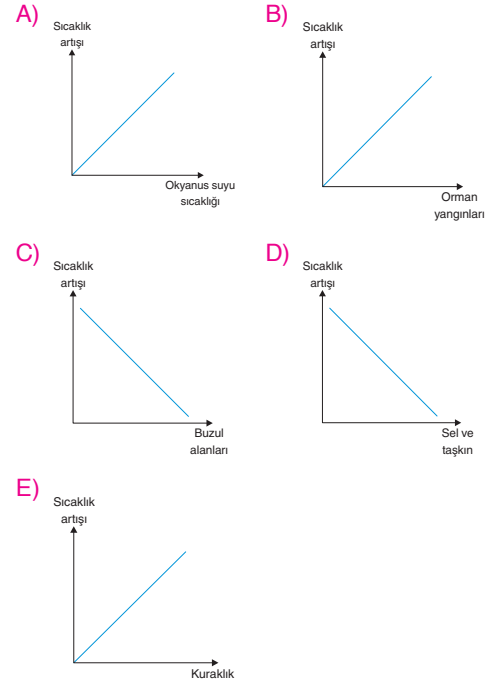 A)
Sıcaklık
artışı
Okyanus suyu
sıcaklığı
B)
Sıcaklık
artışı
Orman
yangınları
C)
Sıcaklık
artışı
Buzul
alanları
D)
Sıcaklık
artışı
Sel ve
taşkın
E)
Sıcaklık
artışı
Kuraklık